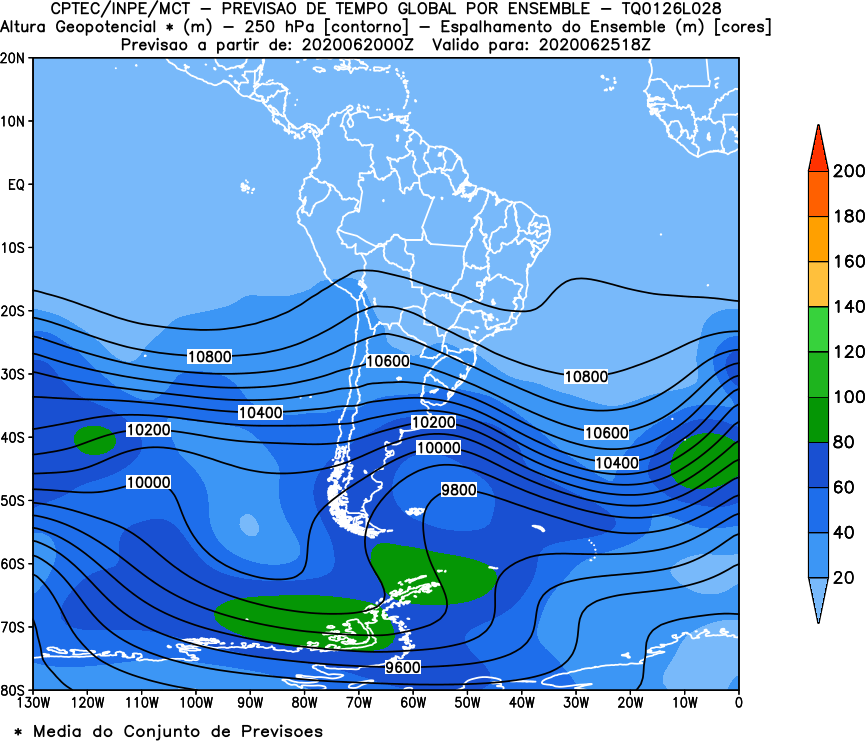 CPTEC/INPE/MCT – PREVISAO DE TEMPO GLOBAL POR ENSEMBLE – TQ0126L028
Altura Geopotencial * (m) – 250 hPa [contorno] – Espalhamento do Ensemble (m) [cores]
Previsao a partir de: 2020062000Z Valido para: 2020062518Z
20N
10N
EQ
10S
20S
30S
40S
50S
60S
70S
80S
10800
10600
10800
10400
10200
10200
10600
10000
10400
10000
9800
9600
130W 120W 110W 100W 90W 80W 70W 60W 50W 40W 30W 20W 10W 0
200
180
160
140
120
100
80
60
40
20
* Media do Conjunto de Previsoes